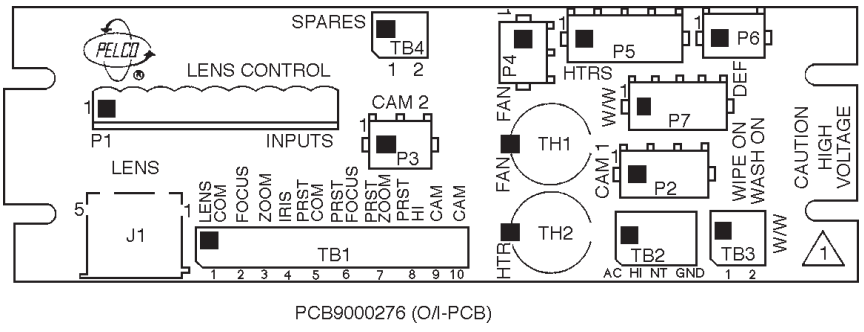 SPARES
TB4
1 2
PELCO
®
LENS CONTROL
1
P1
INPUTS
CAM 2
1
P3
P4
1
FAN
1
P5
HTRS
1
P6
DEF
W/W
1
P7
FAN
TH1
CAM 1
1
P2
WIPE ON
WASH ON
CAUTION
HIGH
VOLTAGE
LENS
5
1
J1
LENS
COM
FOCUS
ZOOM
IRIS
PRST
COM
PRST
FOCUS
PRST
ZOOM
PRST
HI
CAM
CAM
TB1
1 2 3 4 5 6 7 8 9 10
HTR
TH2
TB2
AC HI NT GND
TB3
1 2
W/W
1
PCB9000276 (O/I-PCB)